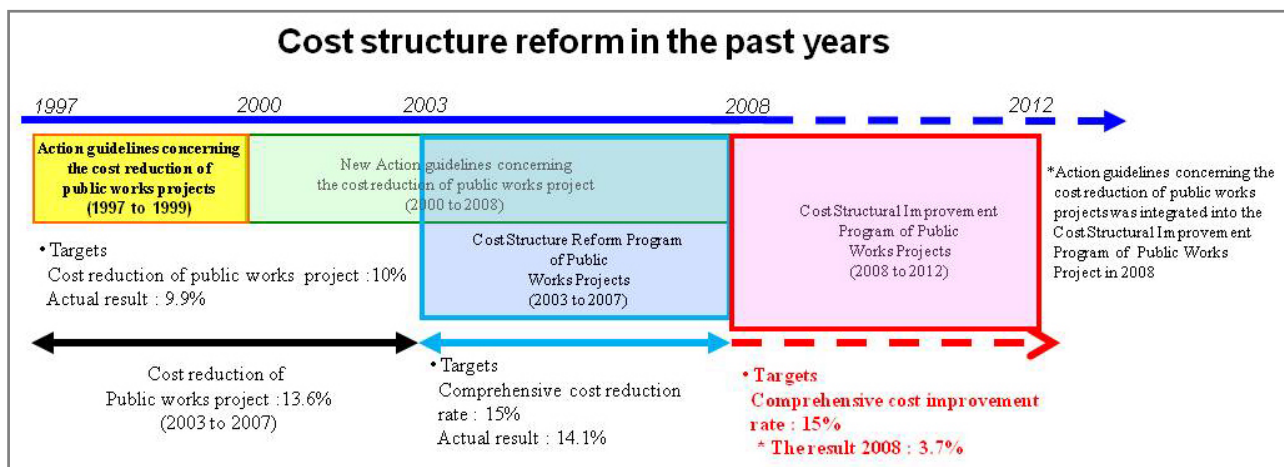 Cost structure reform in the past years
1997 2000 2003 2008 2012
Action guidelines concerning
the cost reduction of
public works projects
(1997 to 1999)
New Action guidelines concerning
the cost reduction of public works project
(2000 to 2008)
Cost Structure Reform Program
of Public
Works Projects
(2003 to 2007)
Cost Structural Improvement
Program of Public
Works Projects
(2008 to 2012)
*Action guidelines concerning the
cost reduction of public works
projects was integrated into the
Cost Structural Improvement
Program of Public Works
Project in 2008
• Targets
Cost reduction of public works project : 10%
Actual result : 9.9%
Cost reduction of
Public works project : 13.6%
(2003 to 2007)
• Targets
Comprehensive cost reduction
rate : 15%
Actual result : 14.1%
• Targets
Comprehensive cost improvement
rate : 15%
* The result 2008 : 3.7%